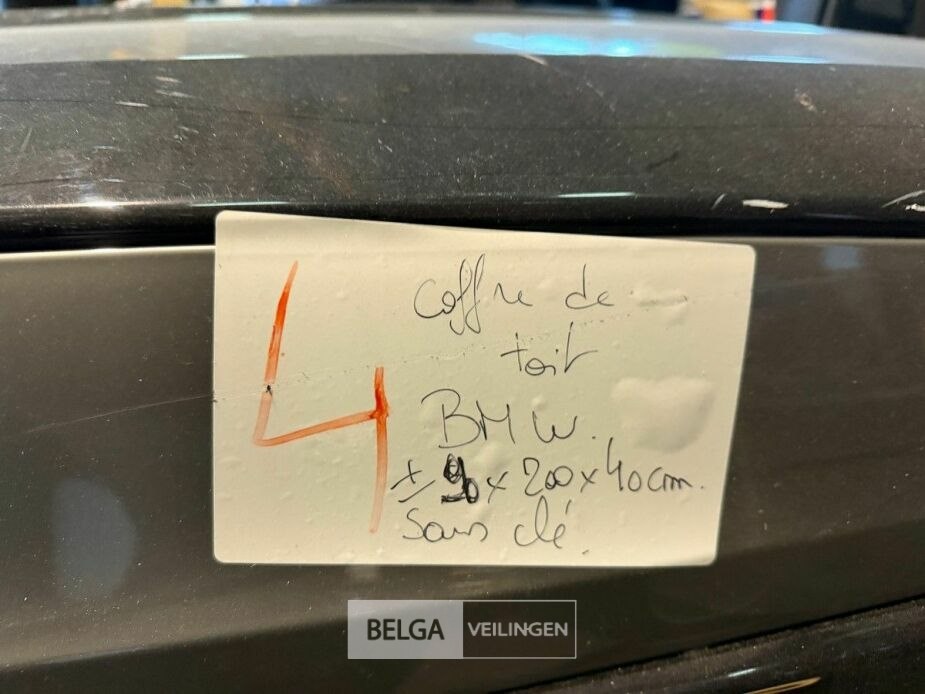 4
Coffre de
toit
BMW.
± 90 x 200 x 40 cm.
Sans clé.
BELGA VEILINGEN